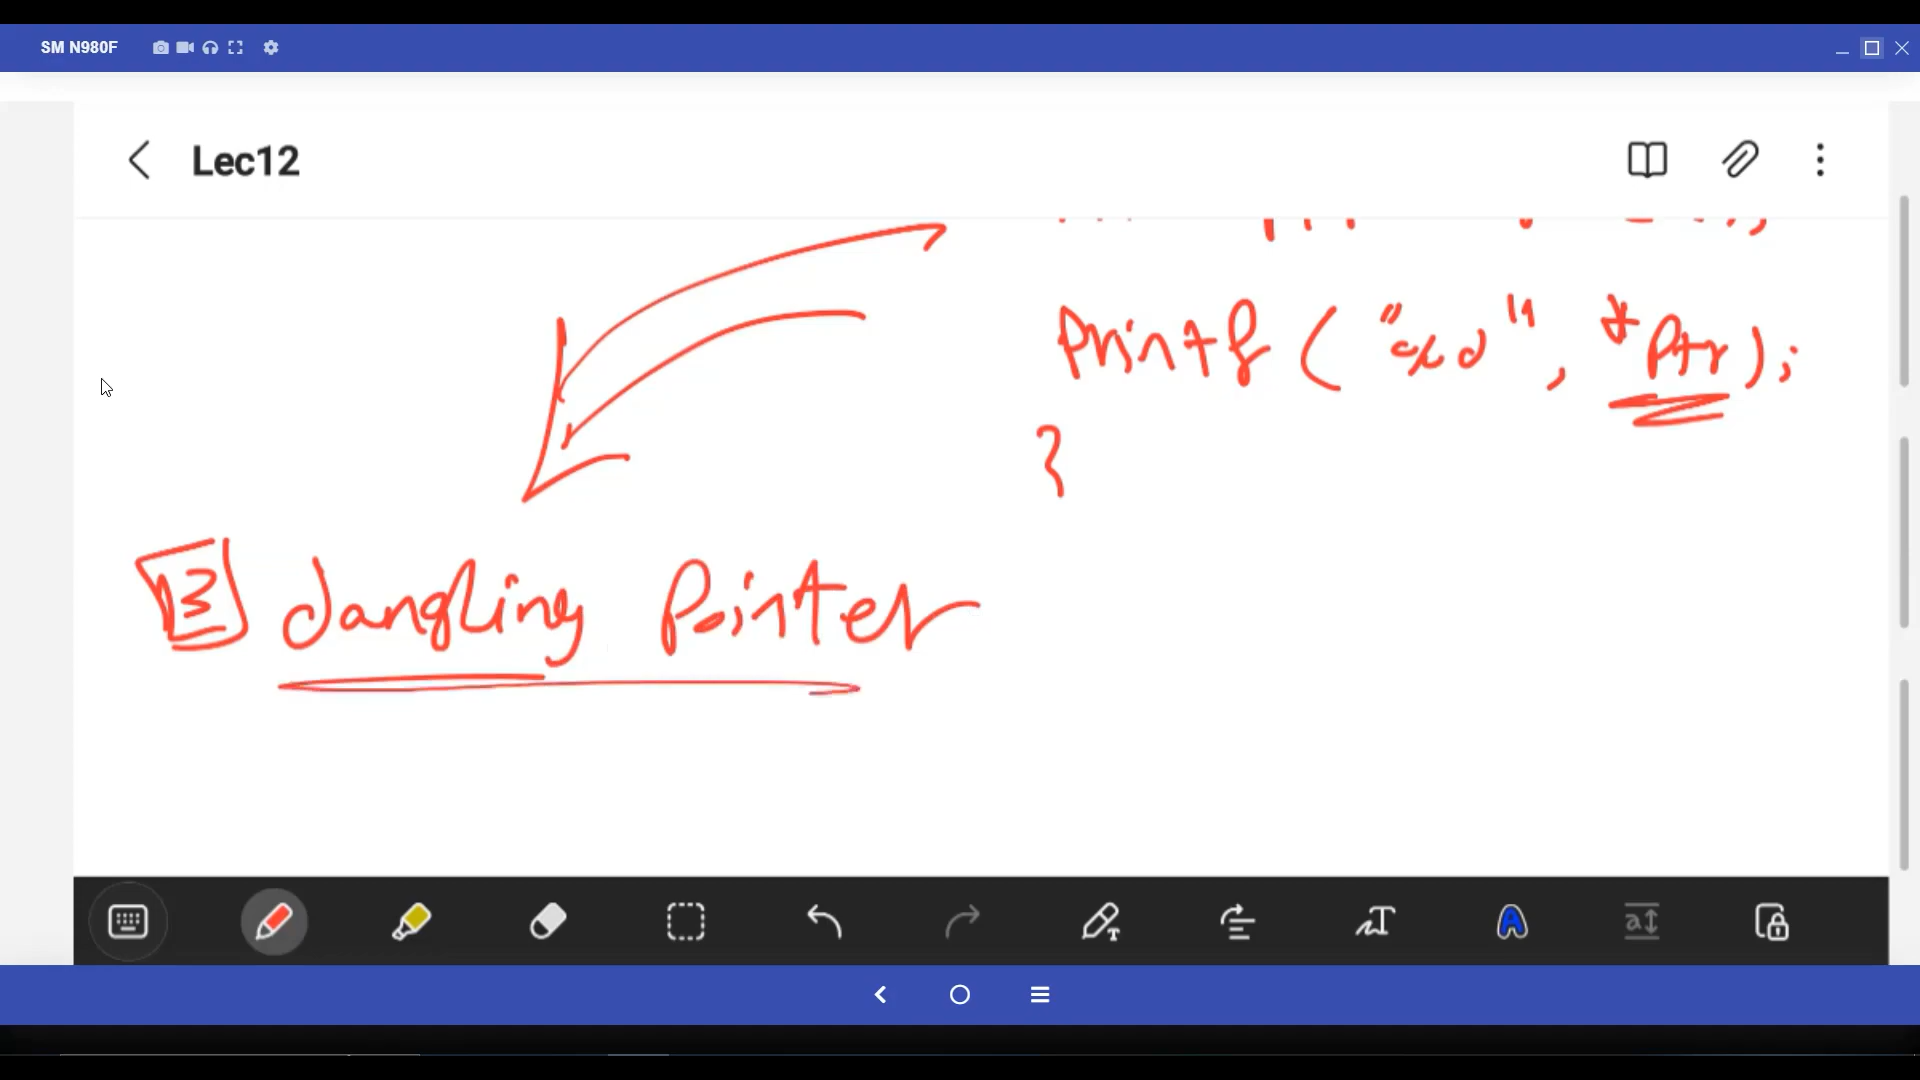 SM N980F
Lec12
Printf ("%d", *Ptr);
}
3 dangling Pointer